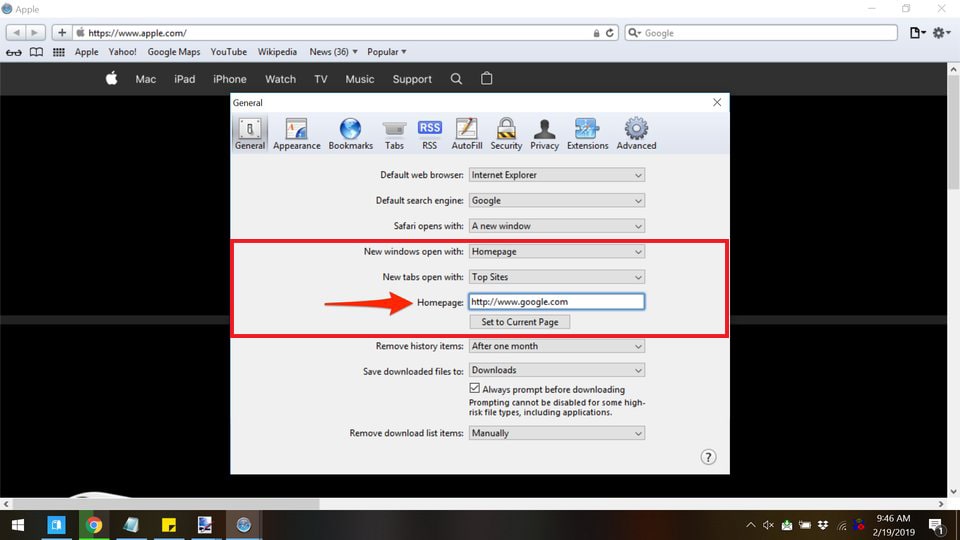 Apple
https://www.apple.com/
Google
Apple Yahoo! Google Maps YouTube Wikipedia News (36) Popular
Mac iPad iPhone Watch TV Music Support
General
General Appearance Bookmarks Tabs RSS AutoFill Security Privacy Extensions Advanced
Default web browser: Internet Explorer
Default search engine: Google
Safari opens with: A new window
New windows open with: Homepage
New tabs open with: Top Sites
Homepage: http://www.google.com
Set to Current Page
Remove history items: After one month
Save downloaded files to: Downloads
Always prompt before downloading
Prompting cannot be disabled for some high-
risk file types, including applications.
Remove download list items: Manually
?
9:46 AM
2/19/2019
1